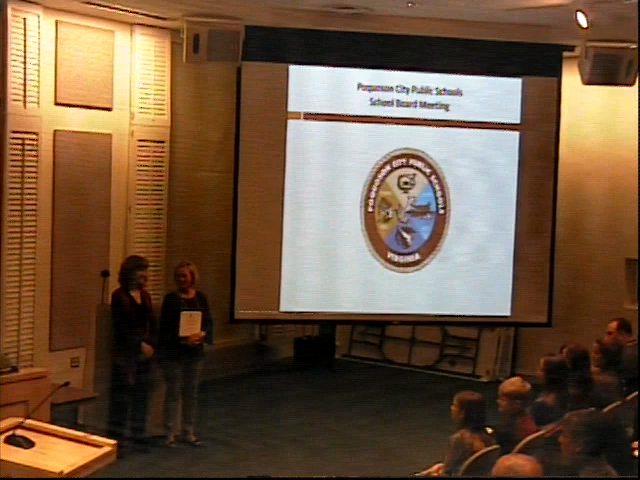 Poquoson City Public Schools
School Board Meeting
POQUOSON CITY PUBLIC SCHOOLS
VIRGINIA